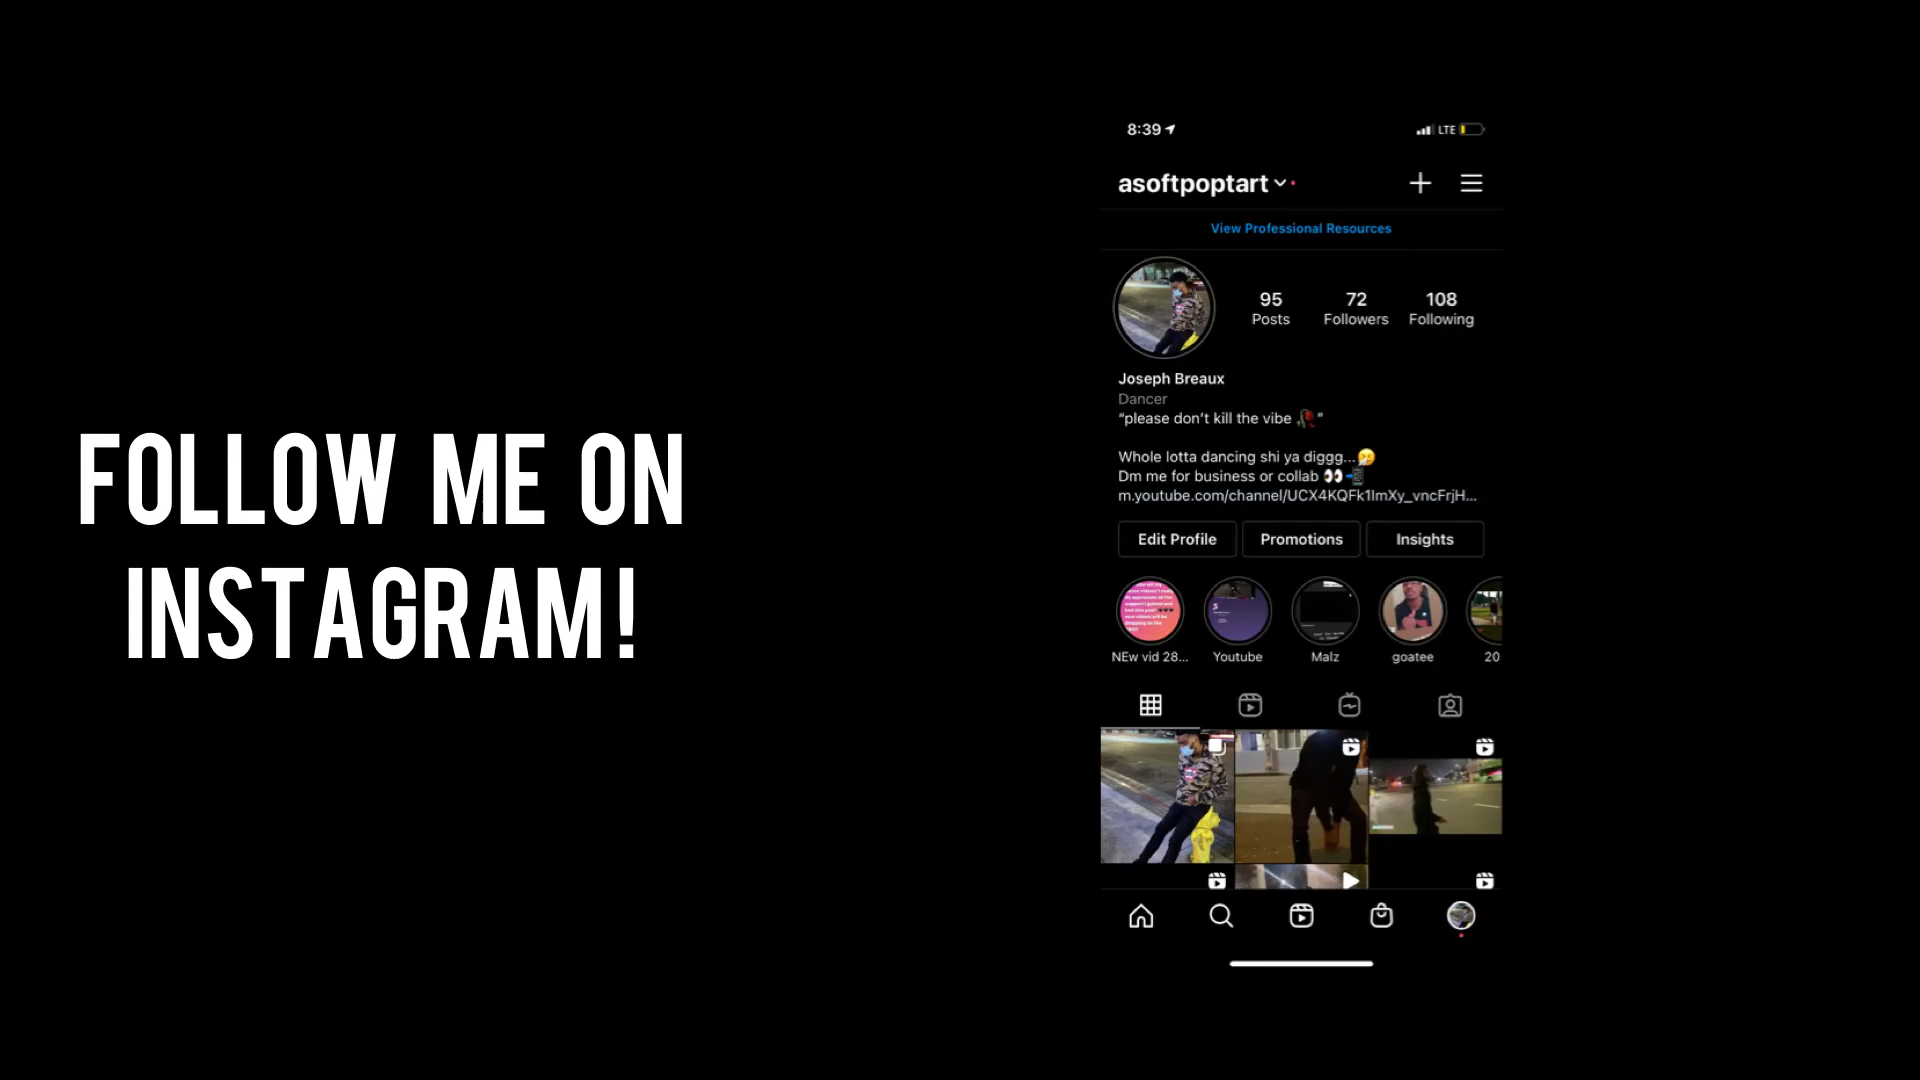 FOLLOW ME ON
INSTAGRAM!
8:39
LTE
asoftpoptart
View Professional Resources
95
Posts
72
Followers
108
Following
Joseph Breaux
Dancer
“please don't kill the vibe 🥀”
Whole lotta dancing shi ya diggg...🤧
Dm me for business or collab 👀📲
m.youtube.com/channel/UCX4KQFk1ImXy_vncFrjH...
Edit Profile
Promotions
Insights
NEw vid 28...
Youtube
Malz
goatee
20